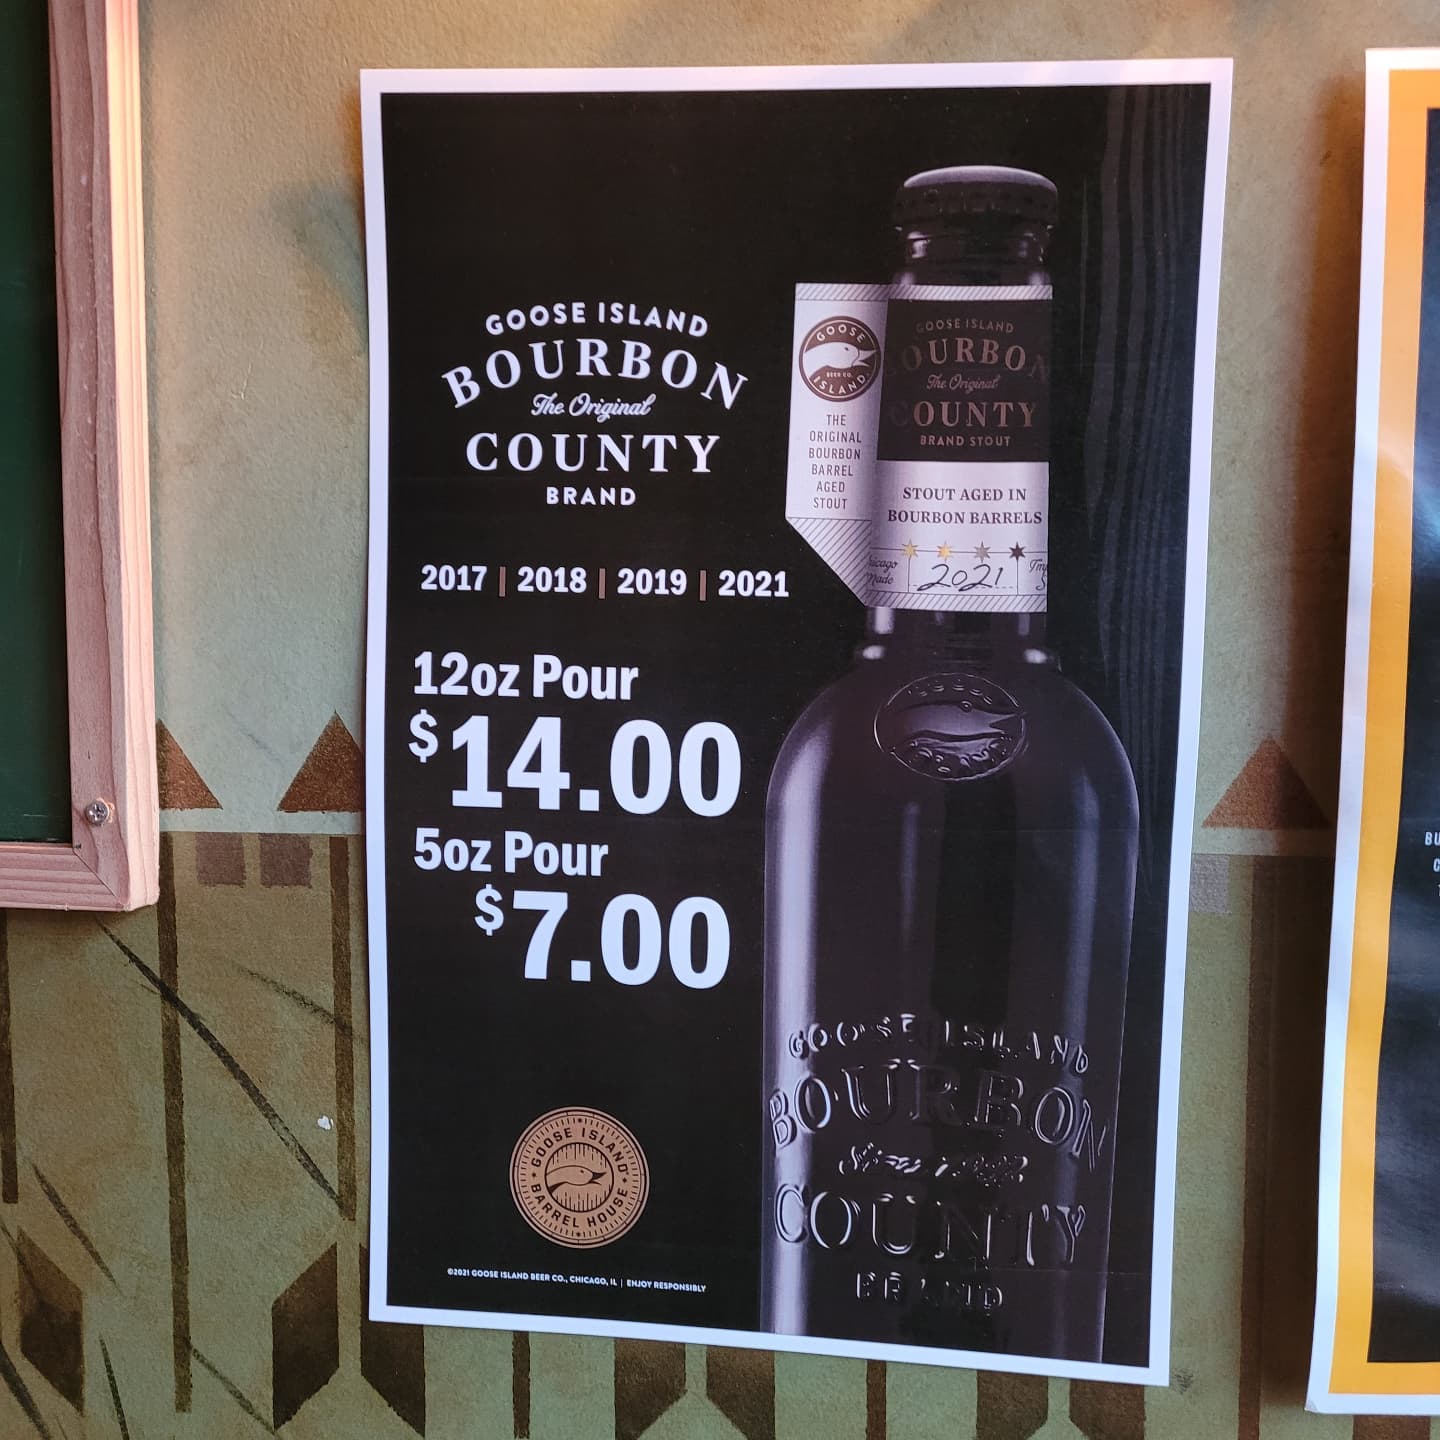 GOOSE ISLAND
BOURBON
The Original
COUNTY
BRAND
2017 | 2018 | 2019 | 2021
12oz Pour
$14.00
5oz Pour
$7.00
GOOSE ISLAND
BARREL HOUSE
©2021 GOOSE ISLAND BEER CO., CHICAGO, IL | ENJOY RESPONSIBLY
GOOSE
BEER CO.
ISLAND
THE
ORIGINAL
BOURBON
BARREL
AGED
STOUT
GOOSE ISLAND
OURBON
The Original
COUNTY
BRAND STOUT
STOUT AGED IN
BOURBON BARRELS
icago
Made
2021
GOOSE ISLAND
BOURBON
COUNTY
BRAND
BU
C